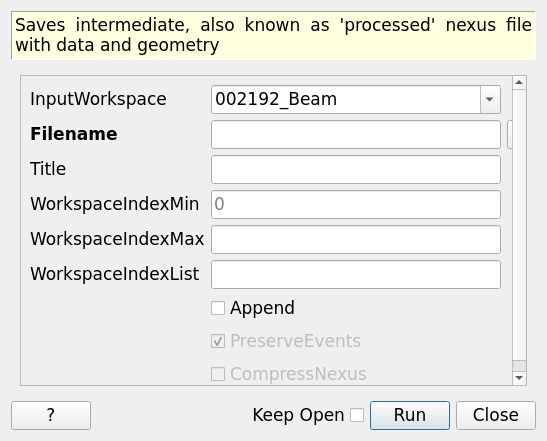 Saves intermediate, also known as 'processed' nexus file
with data and geometry
InputWorkspace 002192_Beam
Filename
Title
WorkspaceIndexMin 0
WorkspaceIndexMax
WorkspaceIndexList
Append
PreserveEvents
CompressNexus
? Keep Open Run Close